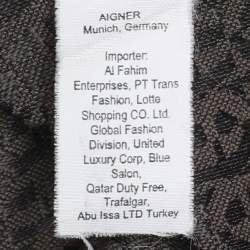 AIGNER
Munich, Germany
Importer:
Al Fahim
Enterprises, PT Trans
Fashion, Lotte
Shopping CO. Ltd.
Global Fashion
Division, United
Luxury Corp, Blue
Salon,
Qatar Duty Free,
Trafalgar,
Abu Issa LTD Turkey